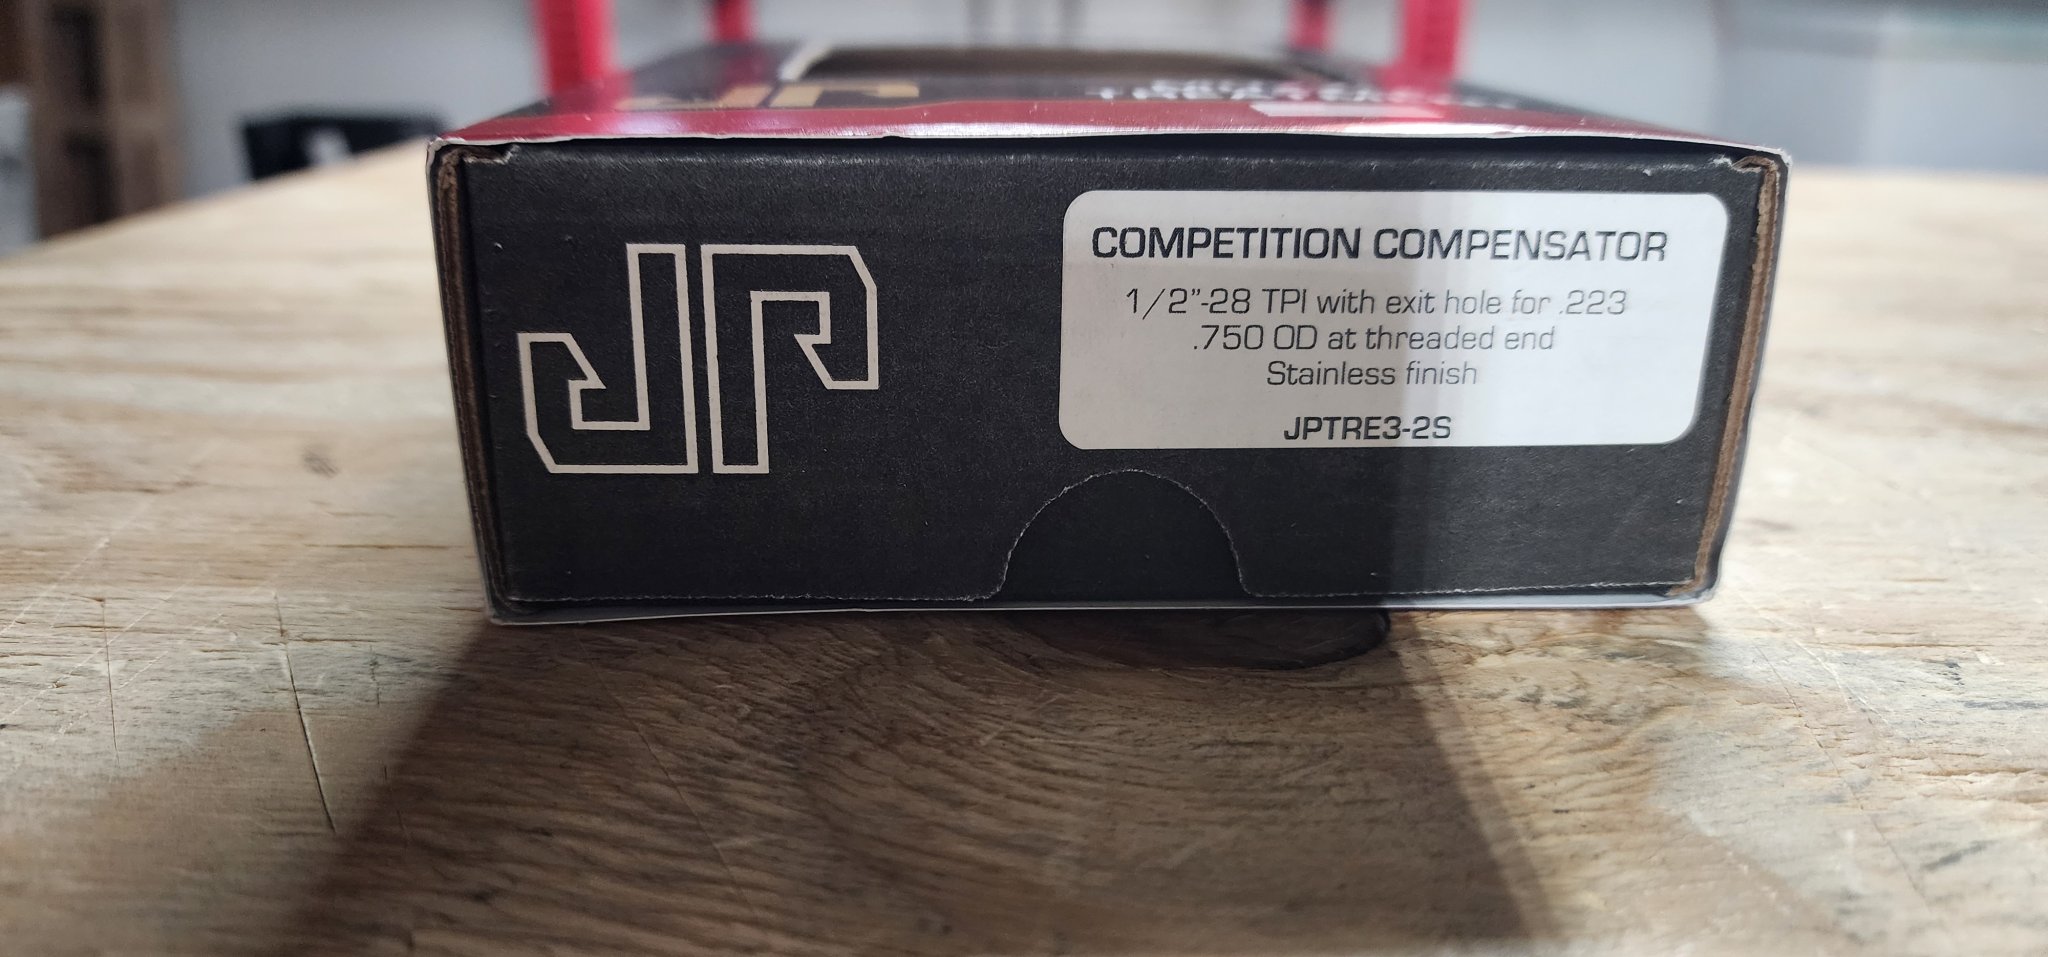 JP
COMPETITION COMPENSATOR
1/2”-28 TPI with exit hole for .223
.750 OD at threaded end
Stainless finish
JPTRE3-2S